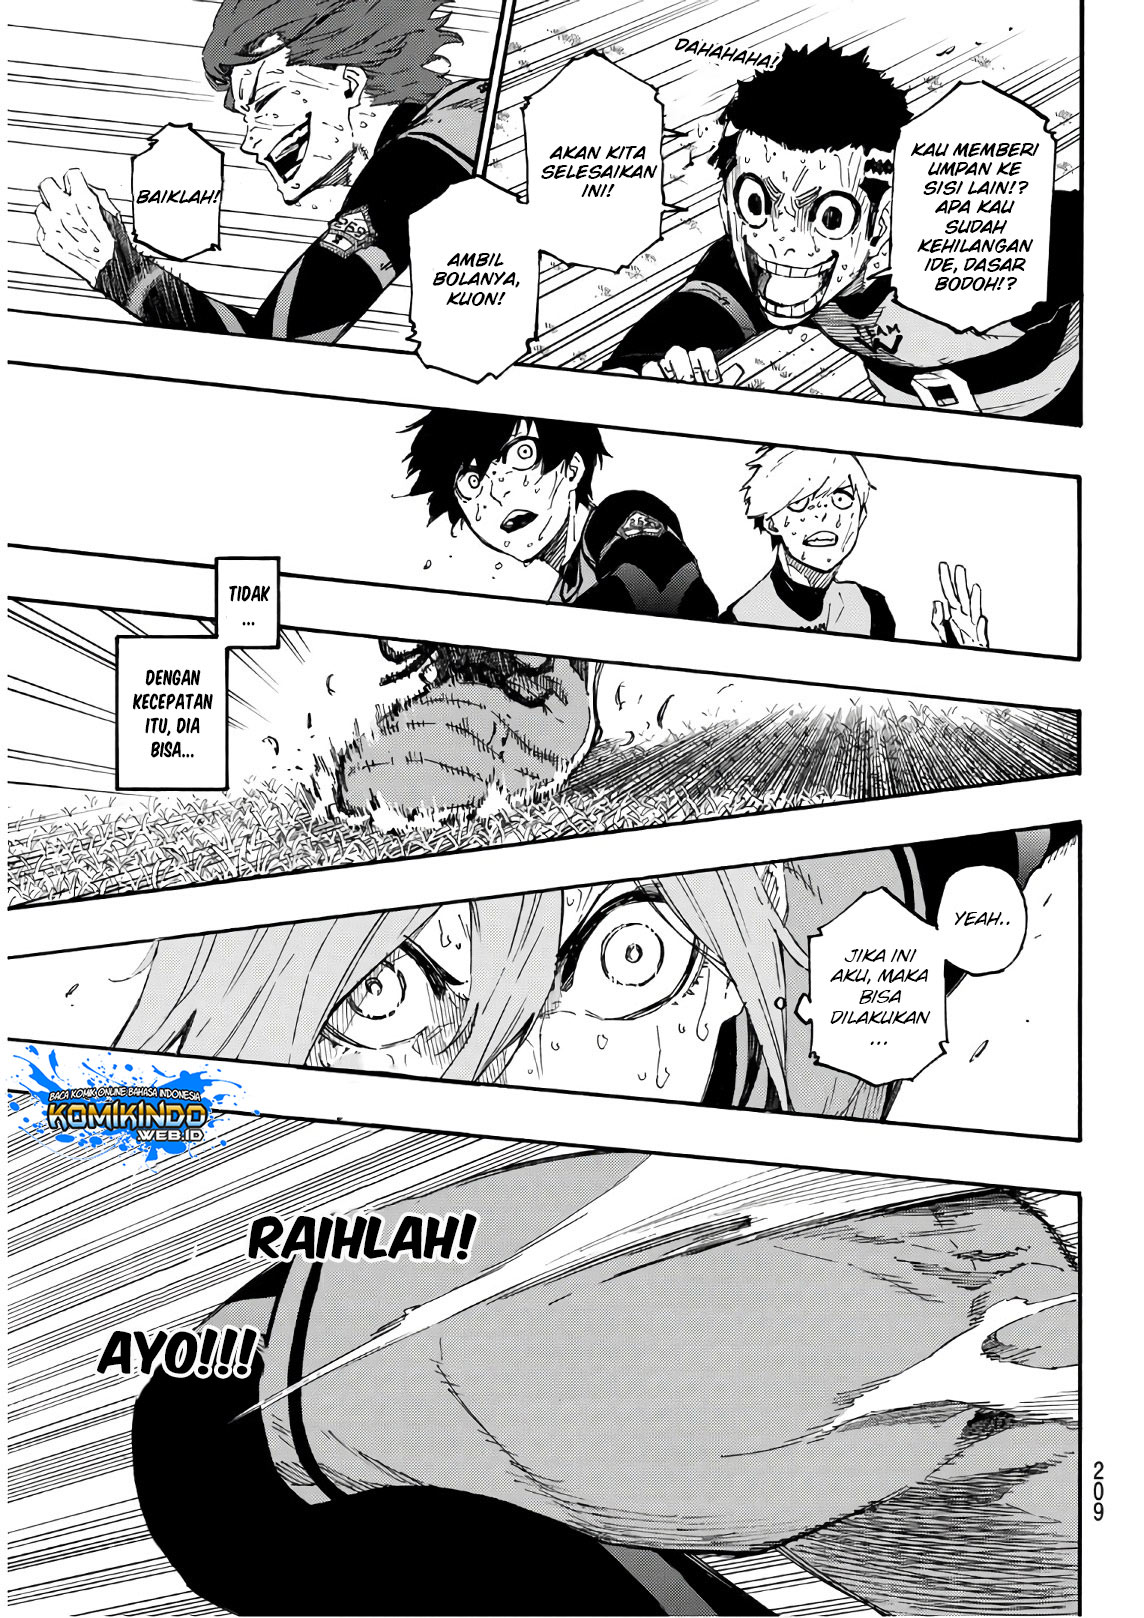 DAHAHAHA!
KAU MEMBERI
UMPAN KE
SISI LAIN!?
APA KAU
SUDAH
KEHILANGAN
IDE, DASAR
BODOH!?
TEAM
V
AKAN KITA
SELESAIKAN
INI!
AMBIL
BOLANYA,
KUON!
BAIKLAH!
TIDAK
...
DENGAN
KECEPATAN
ITU, DIA
BISA...
YEAH..
JIKA INI
AKU, MAKA
BISA
DILAKUKAN
...
BACA KOMIK ONLINE BAHASA INDONESIA
KOMIKINDO
WEB.ID
RAIHLAH!
AYO!!!
209